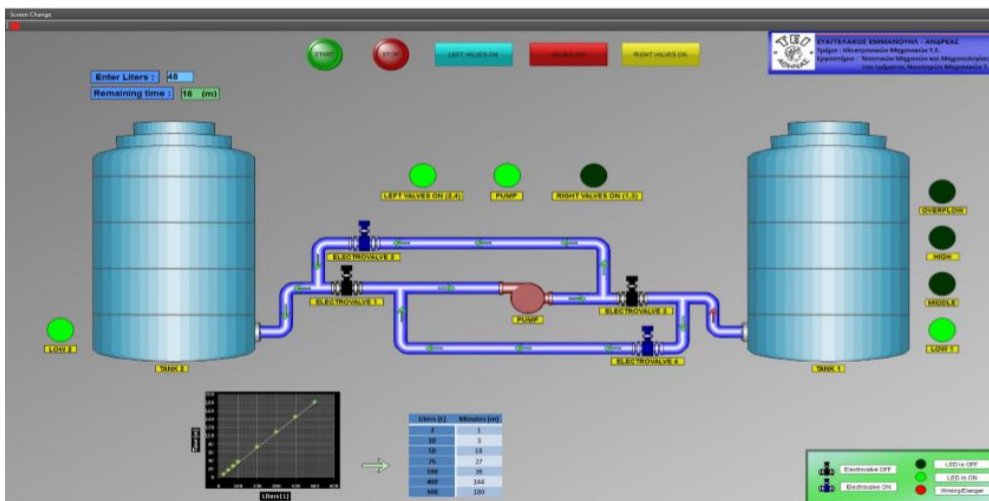 Screen Change
START
STOP
LEFT VALVES ON
RIGHT VALVES ON
ΤΕΙ
ΑΘΗΝΑΣ
ΕΥΑΓΓΕΛΑΚΟΣ ΕΜΜΑΝΟΥΗΛ - ΑΝΔΡΕΑΣ
Enter Liters : 48
Remaining time : 16 (m)
LEFT VALVES ON (2,4)
PUMP
RIGHT VALVES ON (1,3)
OVERFLOW
HIGH
MIDDLE
LOW 1
ELECTROVALVE 2
ELECTROVALVE 1
PUMP
ELECTROVALVE 3
ELECTROVALVE 4
LOW 2
TANK 2
TANK 1
Time(m)
Liters(L)
Liters (L) Minutes (m)
3 1
10 3
50 18
75 27
100 36
400 144
500 180
Electrovalve OFF
Electrovalve ON
LED is OFF
LED is ON